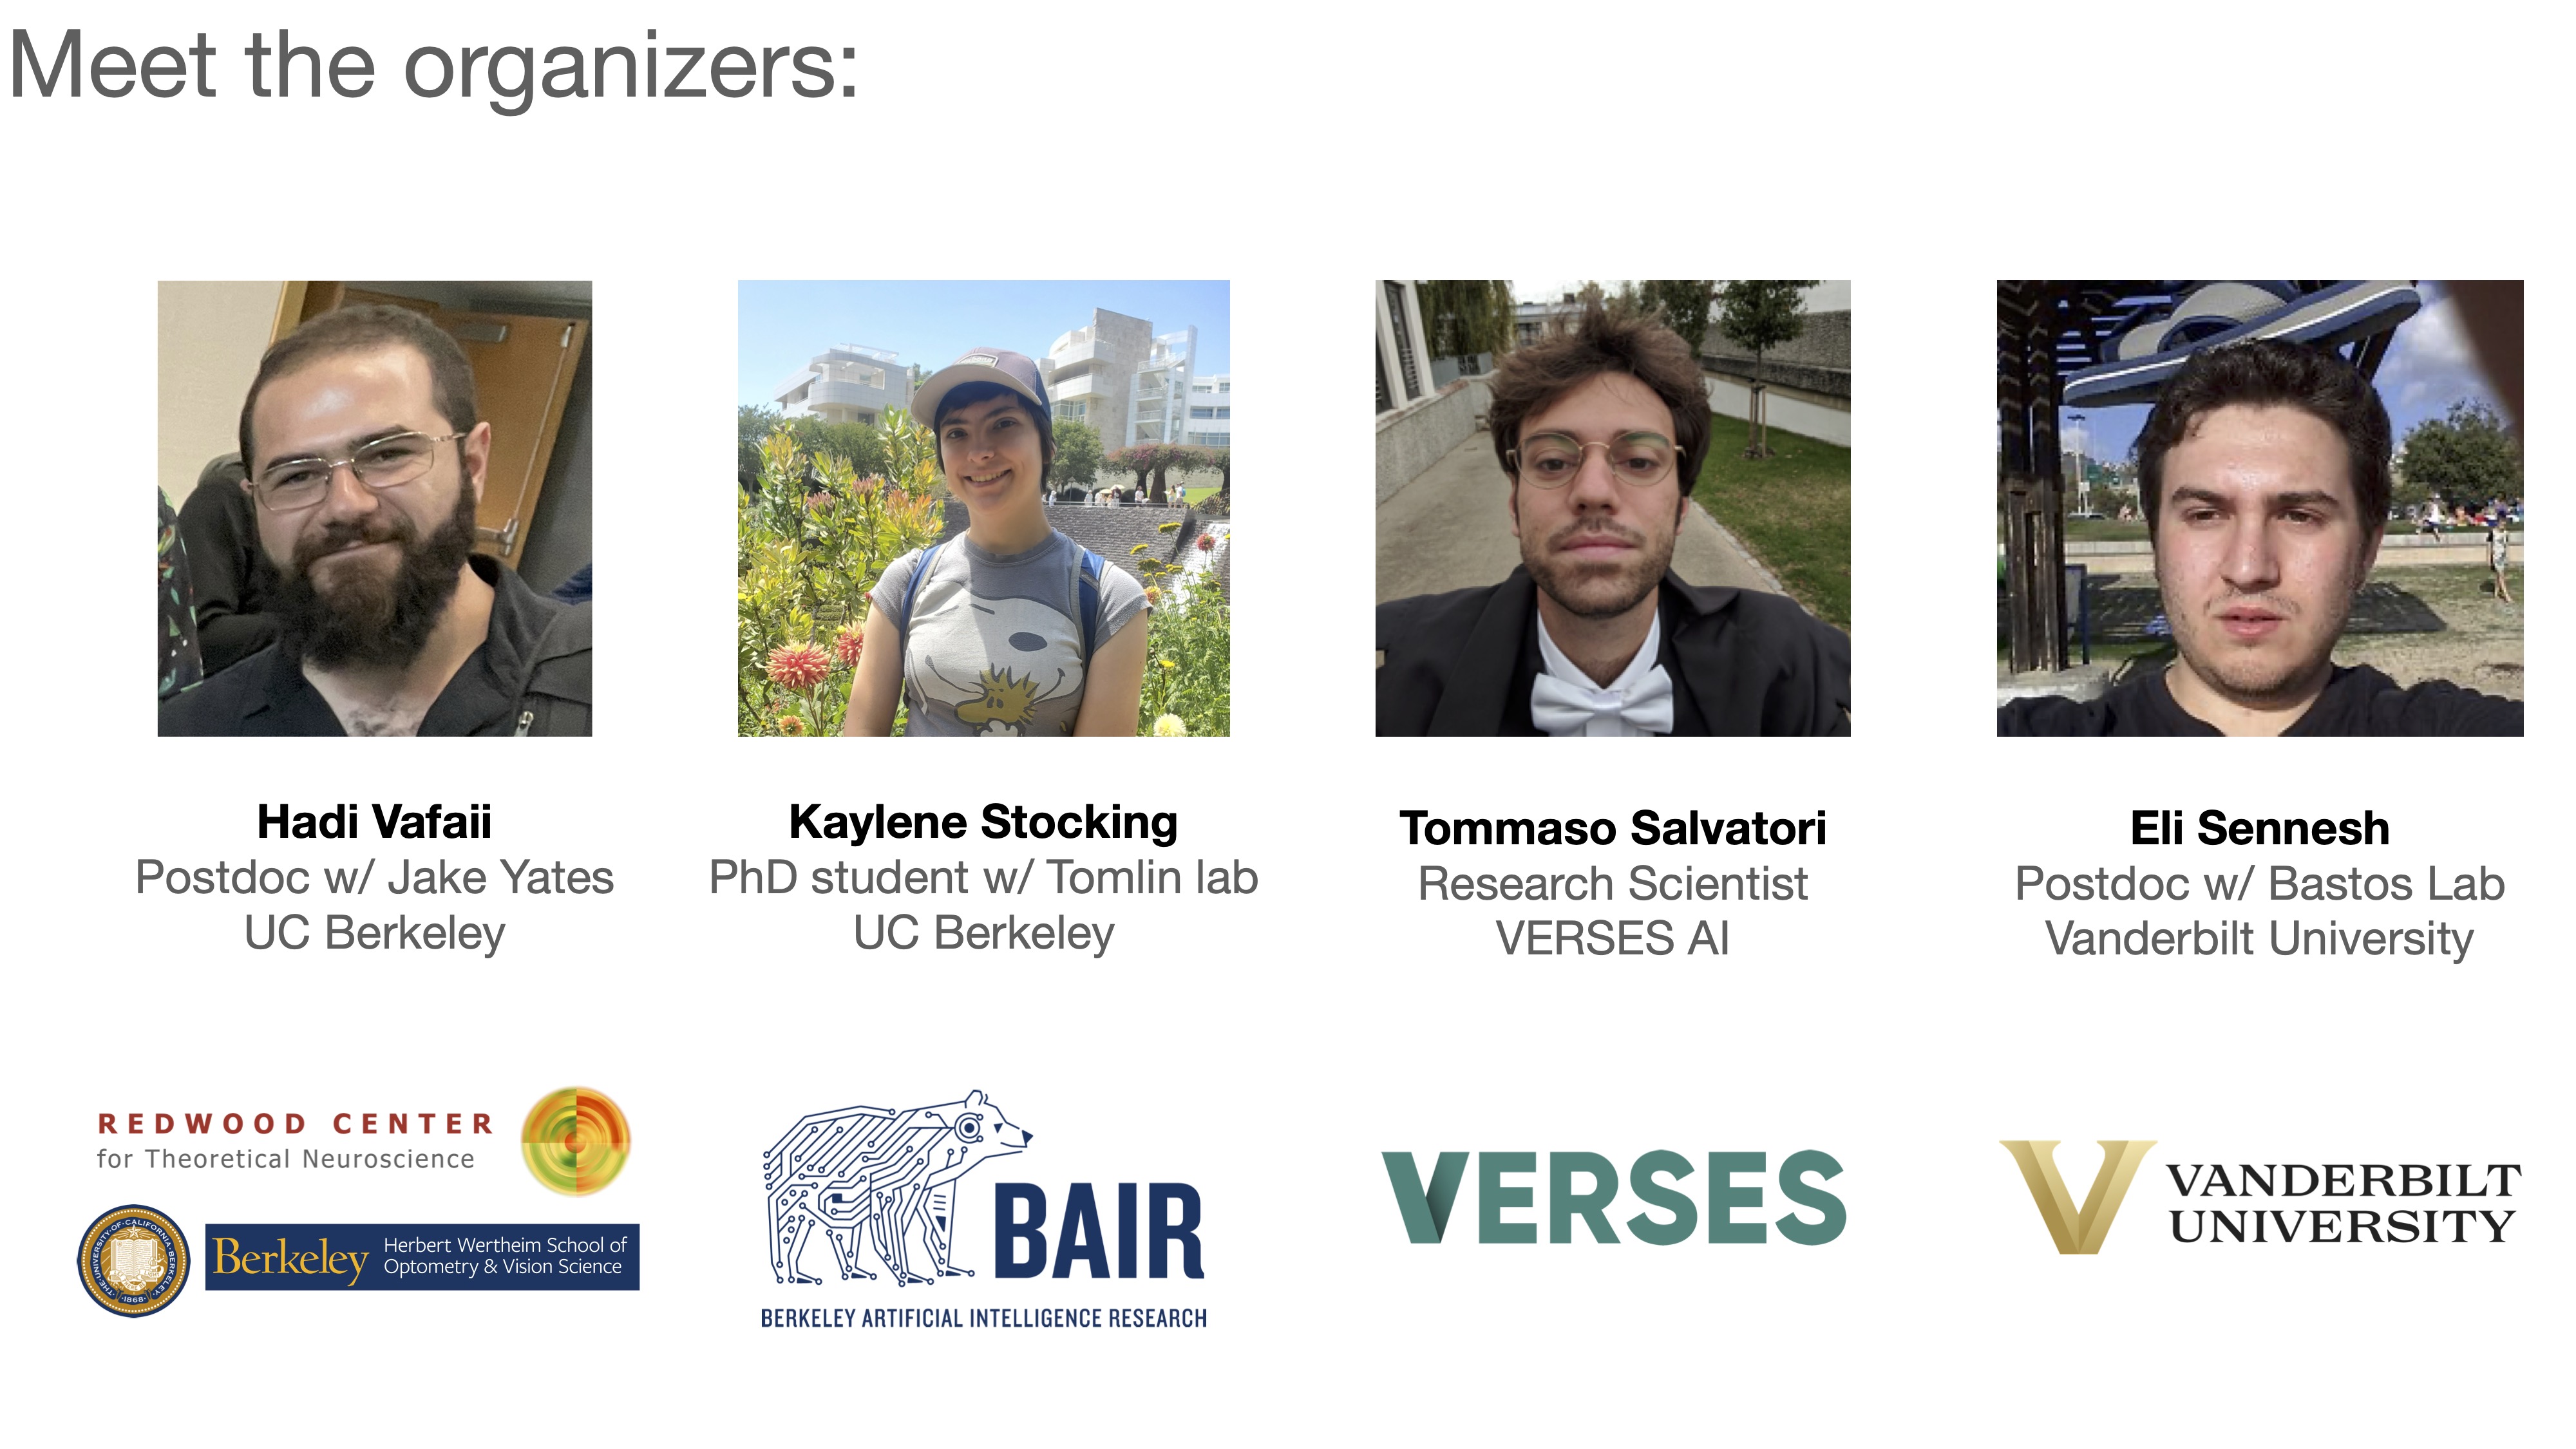 Meet the organizers:
Hadi Vafaii
Postdoc w/ Jake Yates
UC Berkeley
Kaylene Stocking
PhD student w/ Tomlin lab
UC Berkeley
Tommaso Salvatori
Research Scientist
VERSES AI
Eli Sennesh
Postdoc w/ Bastos Lab
Vanderbilt University
REDWOOD CENTER
for Theoretical Neuroscience
THE·UNIVERSITY·OF·CALIFORNIA·BERKELEY
·1868·
Berkeley
Herbert Wertheim School of
Optometry & Vision Science
BAIR
BERKELEY ARTIFICIAL INTELLIGENCE RESEARCH
VERSES
VANDERBILT
UNIVERSITY